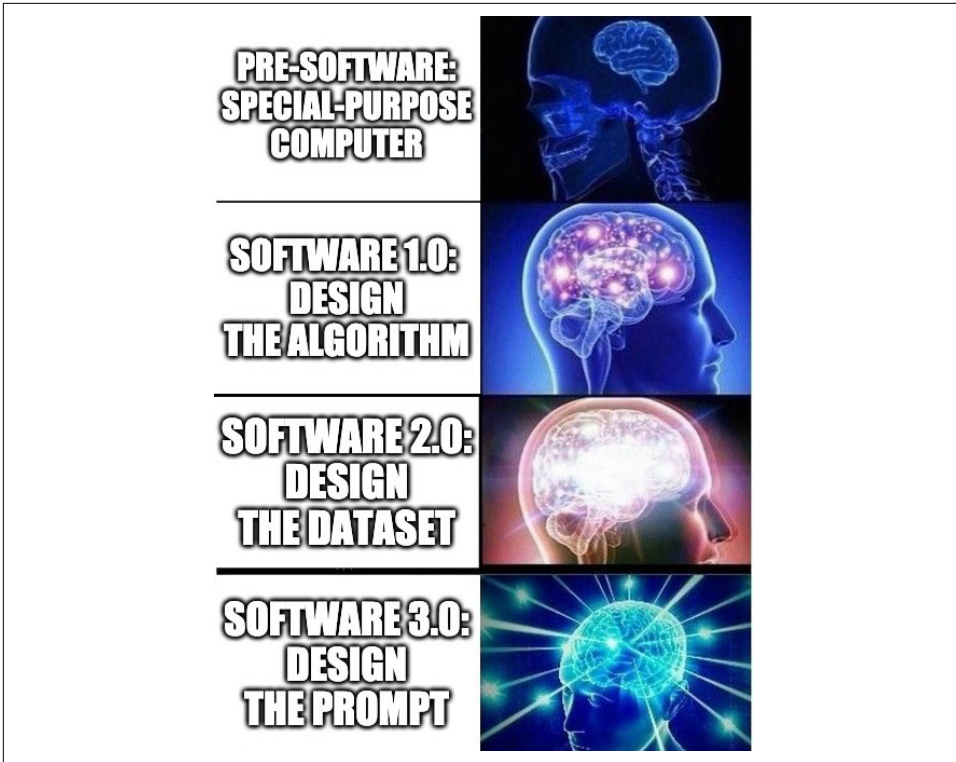 PRE-SOFTWARE:
SPECIAL-PURPOSE
COMPUTER
SOFTWARE 1.0:
DESIGN
THE ALGORITHM
SOFTWARE 2.0:
DESIGN
THE DATASET
SOFTWARE 3.0:
DESIGN
THE PROMPT